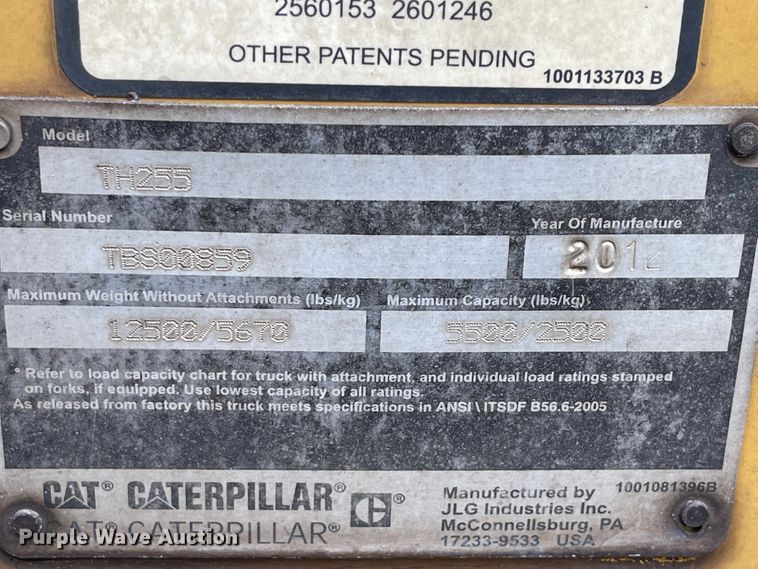 2560153 2601246
OTHER PATENTS PENDING
1001133703 B
Model
TH255
Serial Number
Year Of Manufacture
TBS00859
2012
Maximum Weight Without Attachments (lbs/kg)
Maximum Capacity (lbs/kg)
12500/5670
5500/2500
* Refer to load capacity chart for truck with attachment, and individual load ratings stamped
on forks, if equipped. Use lowest capacity of all ratings.
As released from factory this truck meets specifications in ANSI \ ITSDF B56.6-2005
CAT® CATERPILLAR®
CAT® CATERPILLAR®
C®
Manufactured by
JLG Industries Inc.
McConnellsburg, PA
17233-9533 USA
1001081396B
Purple Wave Auction